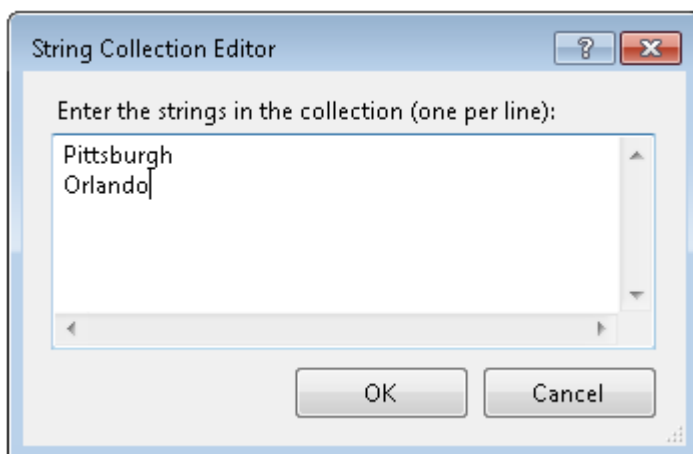 String Collection Editor
Enter the strings in the collection (one per line):
Pittsburgh
Orlando
OK
Cancel